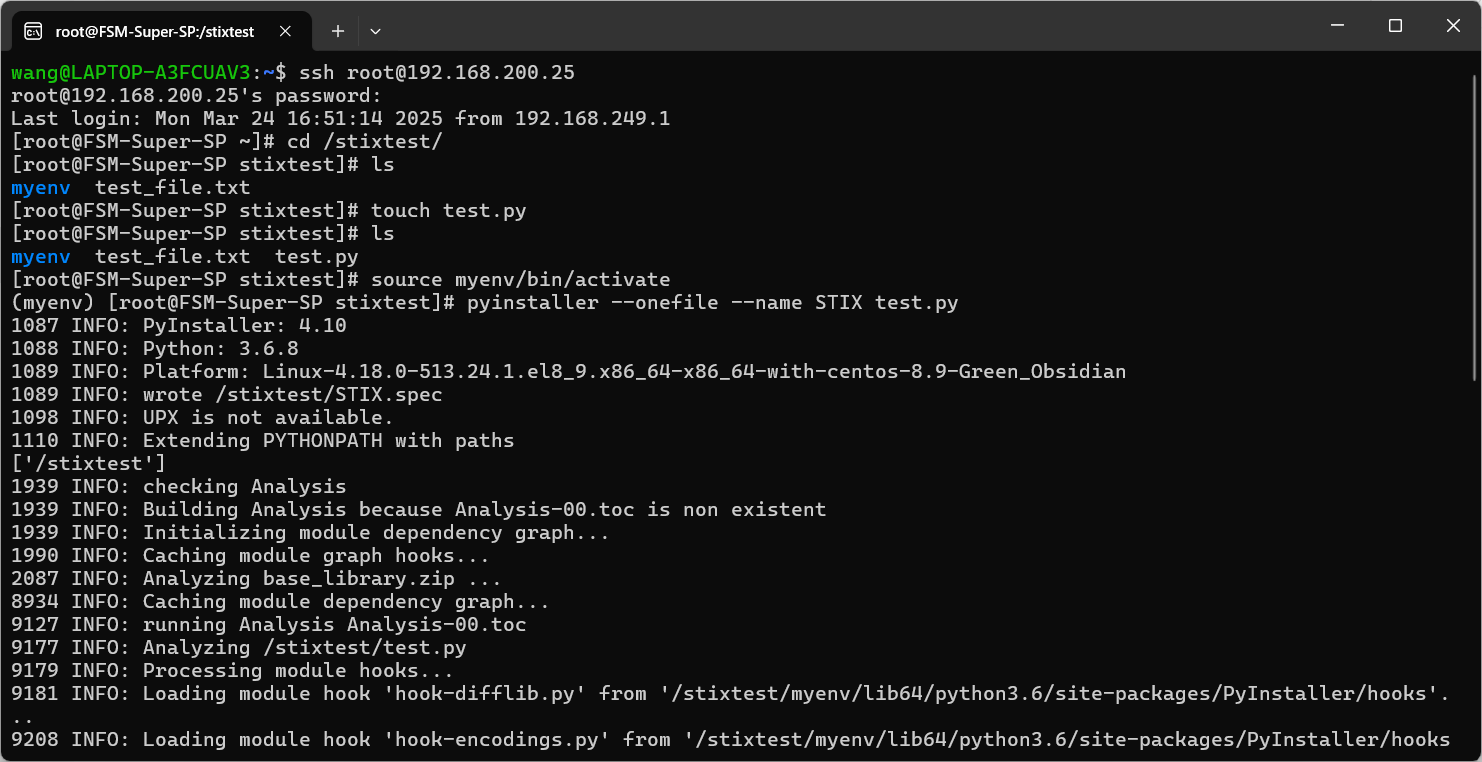 root@FSM-Super-SP:/stixtest
wang@LAPTOP-A3FCUAV3:~$ ssh root@192.168.200.25
root@192.168.200.25's password:
Last login: Mon Mar 24 16:51:14 2025 from 192.168.249.1
[root@FSM-Super-SP ~]# cd /stixtest/
[root@FSM-Super-SP stixtest]# ls
myenv  test_file.txt
[root@FSM-Super-SP stixtest]# touch test.py
[root@FSM-Super-SP stixtest]# ls
myenv  test_file.txt  test.py
[root@FSM-Super-SP stixtest]# source myenv/bin/activate
(myenv) [root@FSM-Super-SP stixtest]# pyinstaller --onefile --name STIX test.py
1087 INFO: PyInstaller: 4.10
1088 INFO: Python: 3.6.8
1089 INFO: Platform: Linux-4.18.0-513.24.1.el8_9.x86_64-x86_64-with-centos-8.9-Green_Obsidian
1089 INFO: wrote /stixtest/STIX.spec
1098 INFO: UPX is not available.
1110 INFO: Extending PYTHONPATH with paths
['/stixtest']
1939 INFO: checking Analysis
1939 INFO: Building Analysis because Analysis-00.toc is non existent
1939 INFO: Initializing module dependency graph...
1990 INFO: Caching module graph hooks...
2087 INFO: Analyzing base_library.zip ...
8934 INFO: Caching module dependency graph...
9127 INFO: running Analysis Analysis-00.toc
9177 INFO: Analyzing /stixtest/test.py
9179 INFO: Processing module hooks...
9181 INFO: Loading module hook 'hook-difflib.py' from '/stixtest/myenv/lib64/python3.6/site-packages/PyInstaller/hooks'.
..
9208 INFO: Loading module hook 'hook-encodings.py' from '/stixtest/myenv/lib64/python3.6/site-packages/PyInstaller/hooks